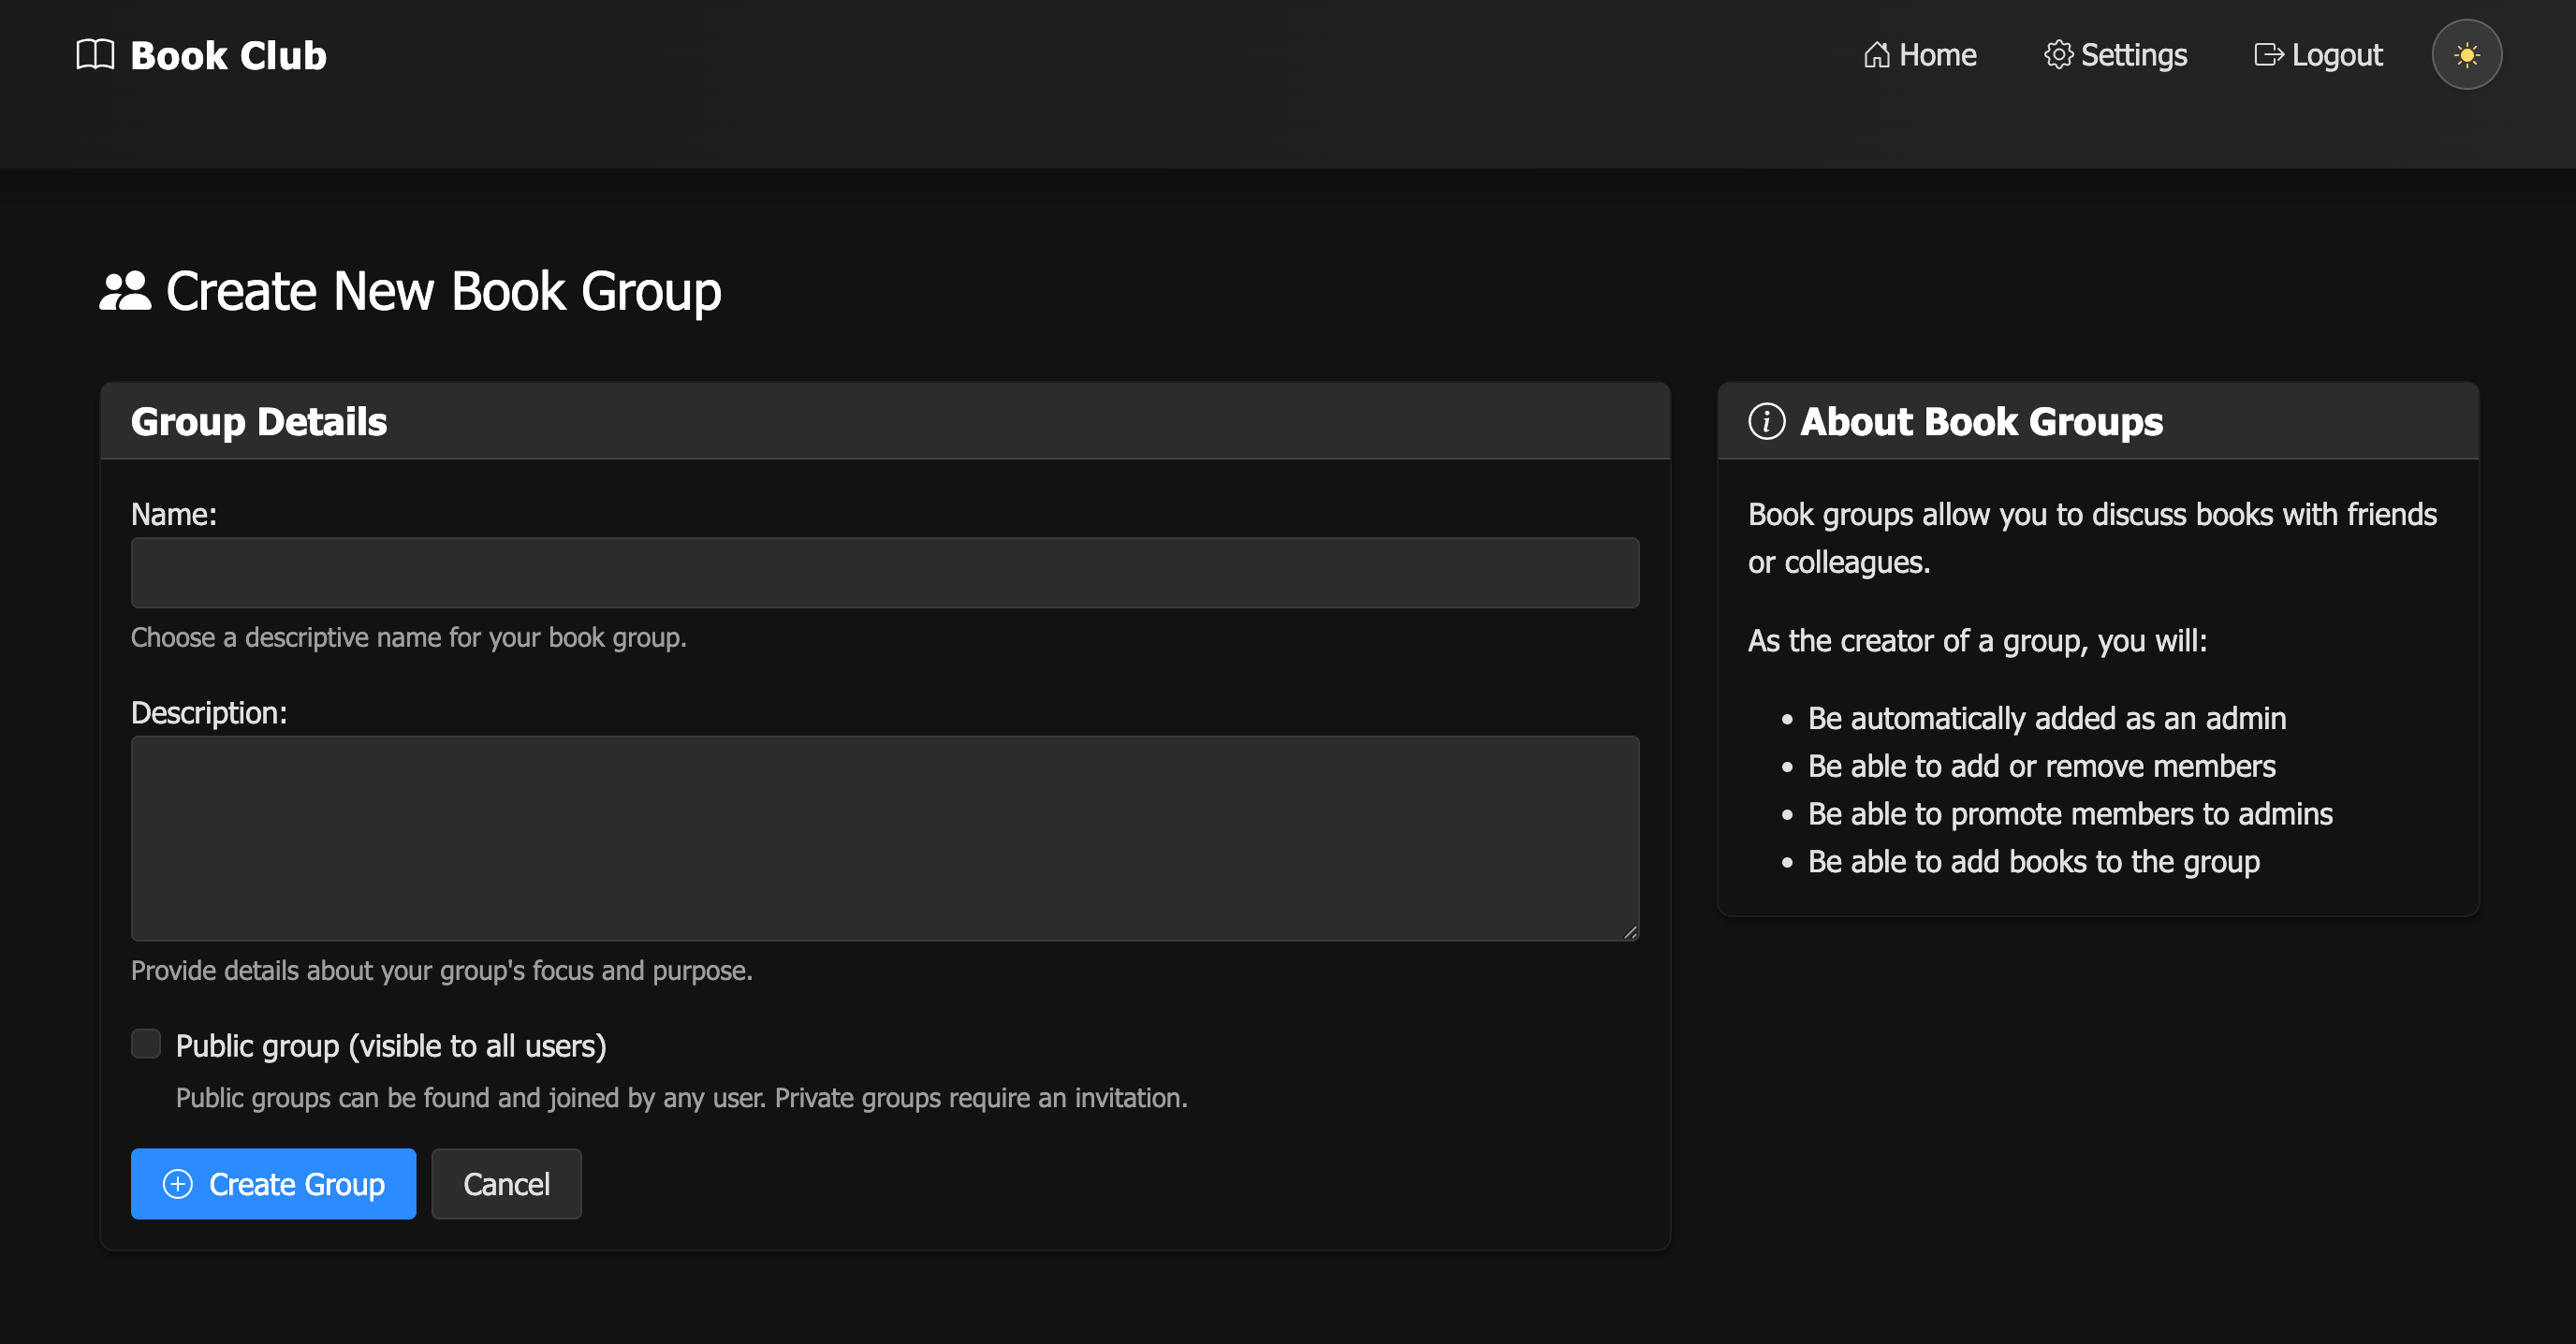 Book Club
Home
Settings
Logout
Create New Book Group
Group Details
Name:
Choose a descriptive name for your book group.
Description:
Provide details about your group's focus and purpose.
Public group (visible to all users)
Public groups can be found and joined by any user. Private groups require an invitation.
Create Group
Cancel
About Book Groups
Book groups allow you to discuss books with friends
or colleagues.
As the creator of a group, you will:
• Be automatically added as an admin
• Be able to add or remove members
• Be able to promote members to admins
• Be able to add books to the group